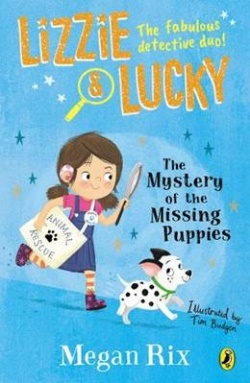 LiZZiE
The fabulous
detective duo!
& LUCKY
The
Mystery
of the
Missing
Puppies
ANIMAL
RESCUE
Illustrated by
Tim Budgen
Megan Rix